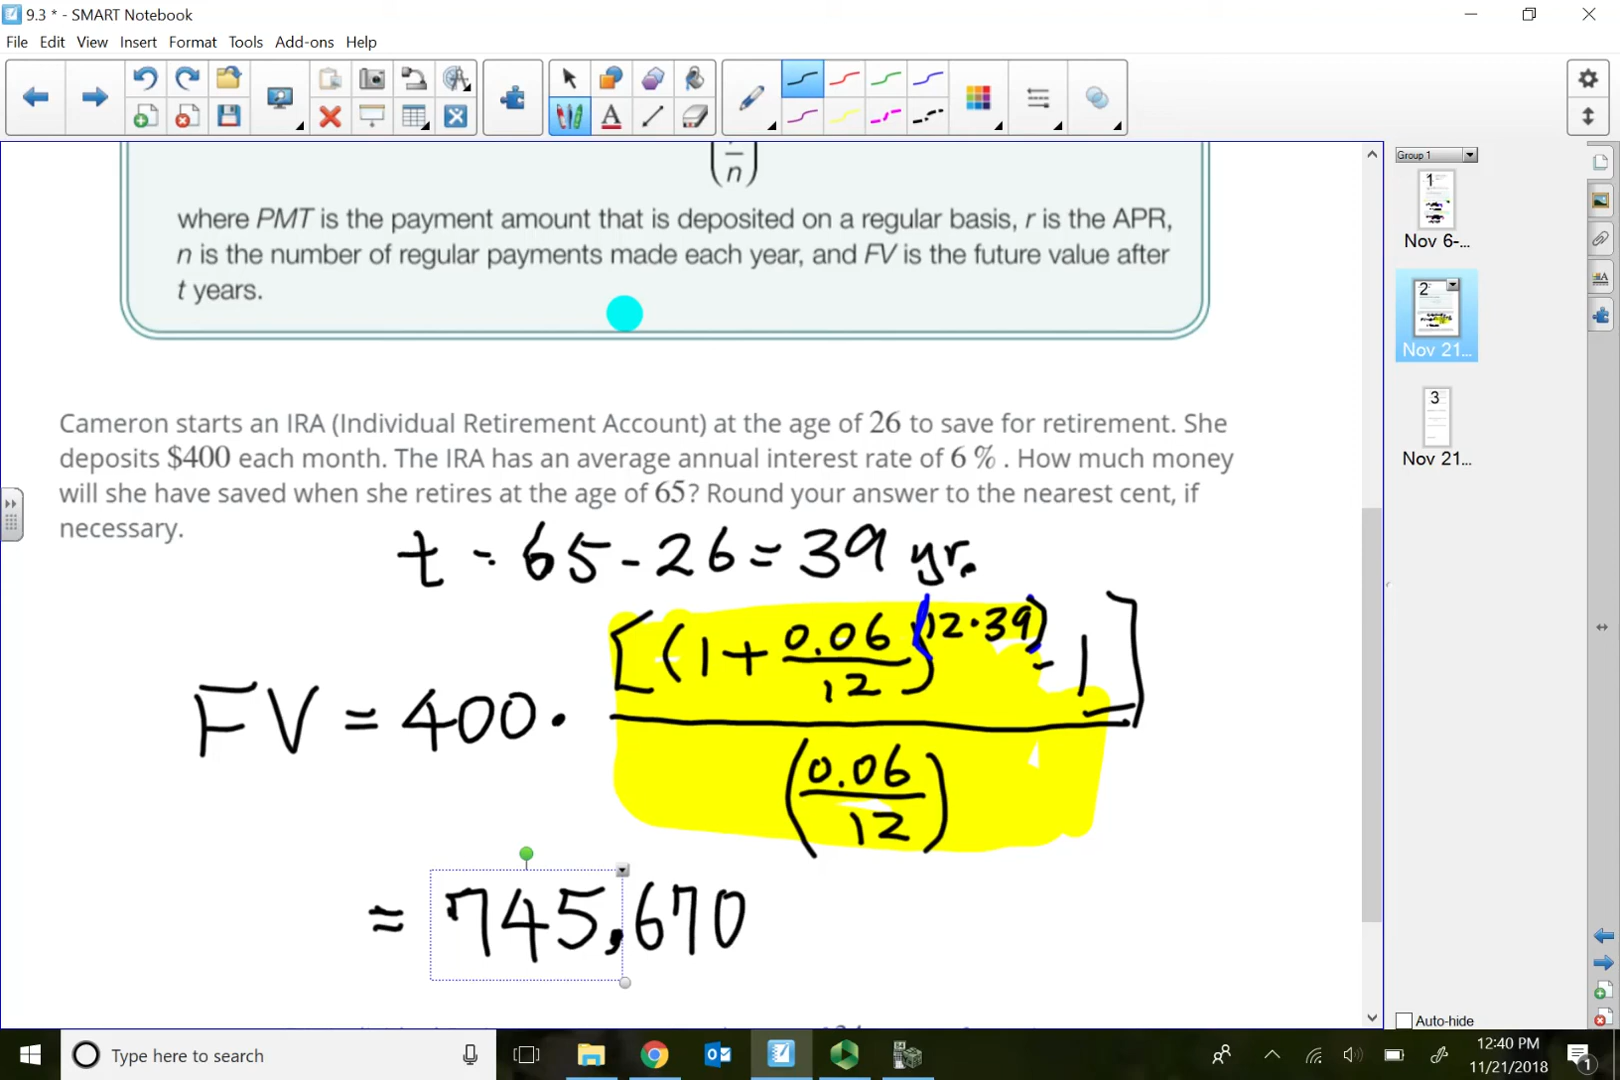 9.3 * - SMART Notebook
File Edit View Insert Format Tools Add-ons Help
Group 1
1
Nov 6-...
2
Nov 21...
3
Nov 21...
n
where PMT is the payment amount that is deposited on a regular basis, r is the APR,
n is the number of regular payments made each year, and FV is the future value after
t years.
Cameron starts an IRA (Individual Retirement Account) at the age of 26 to save for retirement. She
deposits $400 each month. The IRA has an average annual interest rate of 6 % . How much money
will she have saved when she retires at the age of 65? Round your answer to the nearest cent, if
necessary.
t = 65 - 26 = 39 yr.
FV = 400 · [(1 + 0.06/12)^(12·39) - 1] / (0.06/12)
≈ 745,670
Auto-hide
Type here to search
12:40 PM
11/21/2018
1